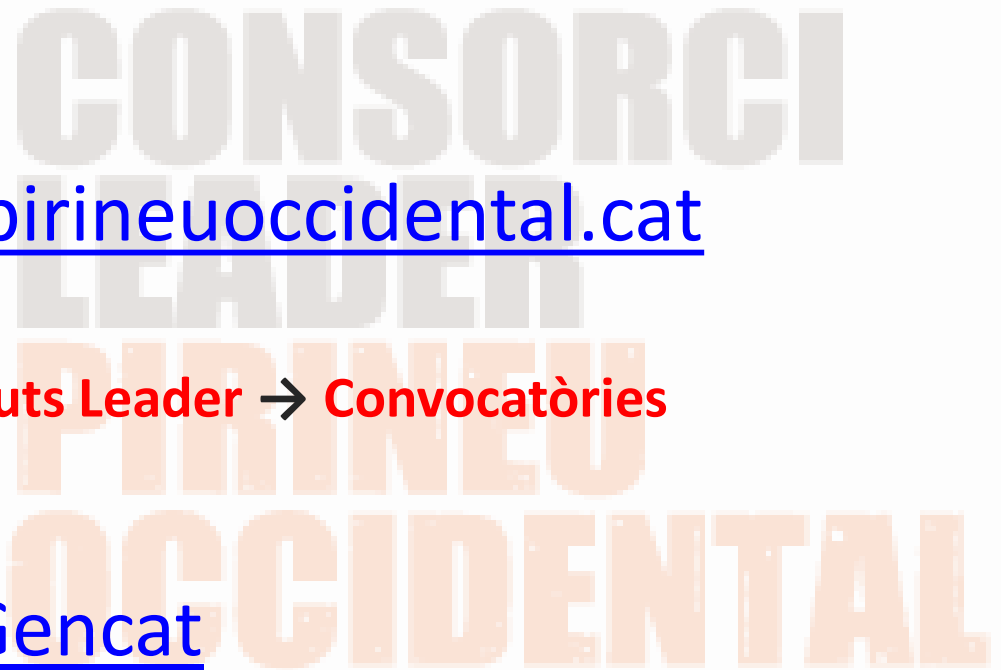 CONSORCI
pirineuoccidental.cat
LEADER
uts Leader → Convocatòries
PIRINEU
OCCIDENTAL
Gencat